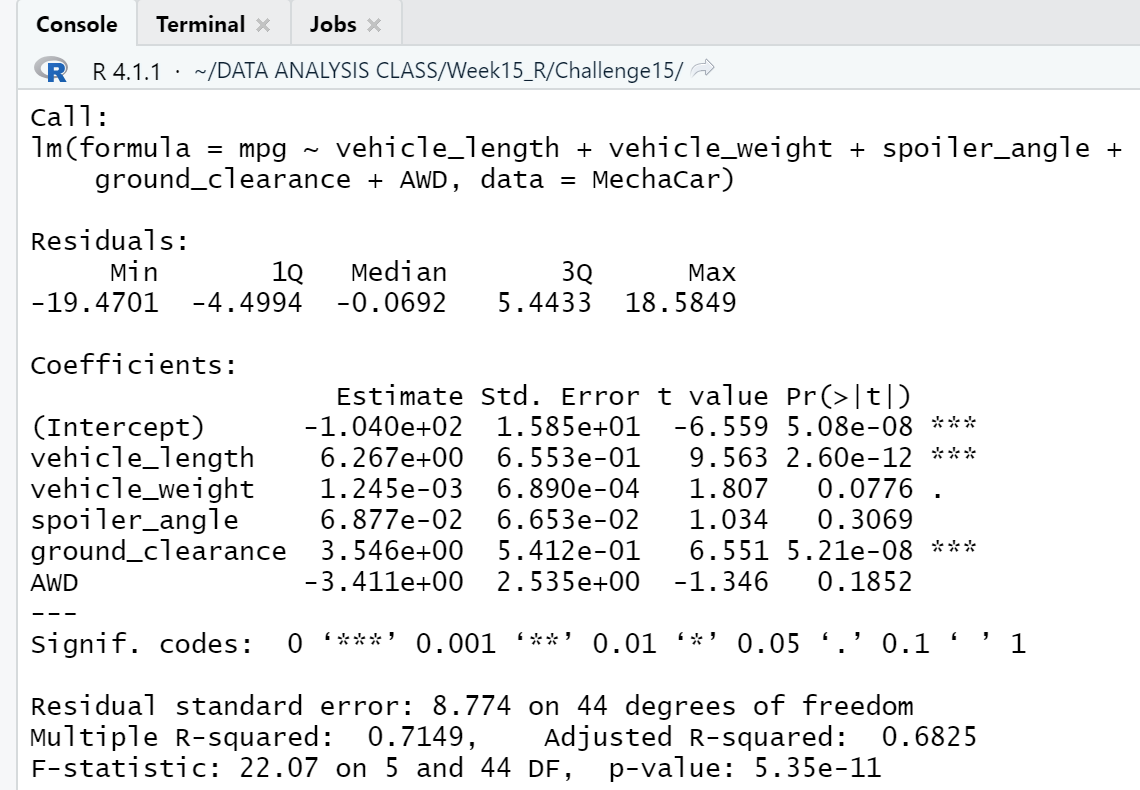 Console Terminal Jobs
R R 4.1.1 · ~/DATA ANALYSIS CLASS/Week15_R/Challenge15/
Call:
lm(formula = mpg ~ vehicle_length + vehicle_weight + spoiler_angle +
    ground_clearance + AWD, data = MechaCar)

Residuals:
     Min       1Q   Median       3Q      Max
-19.4701  -4.4994  -0.0692   5.4433  18.5849

Coefficients:
                   Estimate Std. Error t value Pr(>|t|)
(Intercept)      -1.040e+02  1.585e+01  -6.559 5.08e-08 ***
vehicle_length    6.267e+00  6.553e-01   9.563 2.60e-12 ***
vehicle_weight    1.245e-03  6.890e-04   1.807   0.0776 .
spoiler_angle     6.877e-02  6.653e-02   1.034   0.3069
ground_clearance  3.546e+00  5.412e-01   6.551 5.21e-08 ***
AWD              -3.411e+00  2.535e+00  -1.346   0.1852
---
Signif. codes:  0 ‘***’ 0.001 ‘**’ 0.01 ‘*’ 0.05 ‘.’ 0.1 ‘ ’ 1

Residual standard error: 8.774 on 44 degrees of freedom
Multiple R-squared:  0.7149,    Adjusted R-squared:  0.6825
F-statistic: 22.07 on 5 and 44 DF,  p-value: 5.35e-11